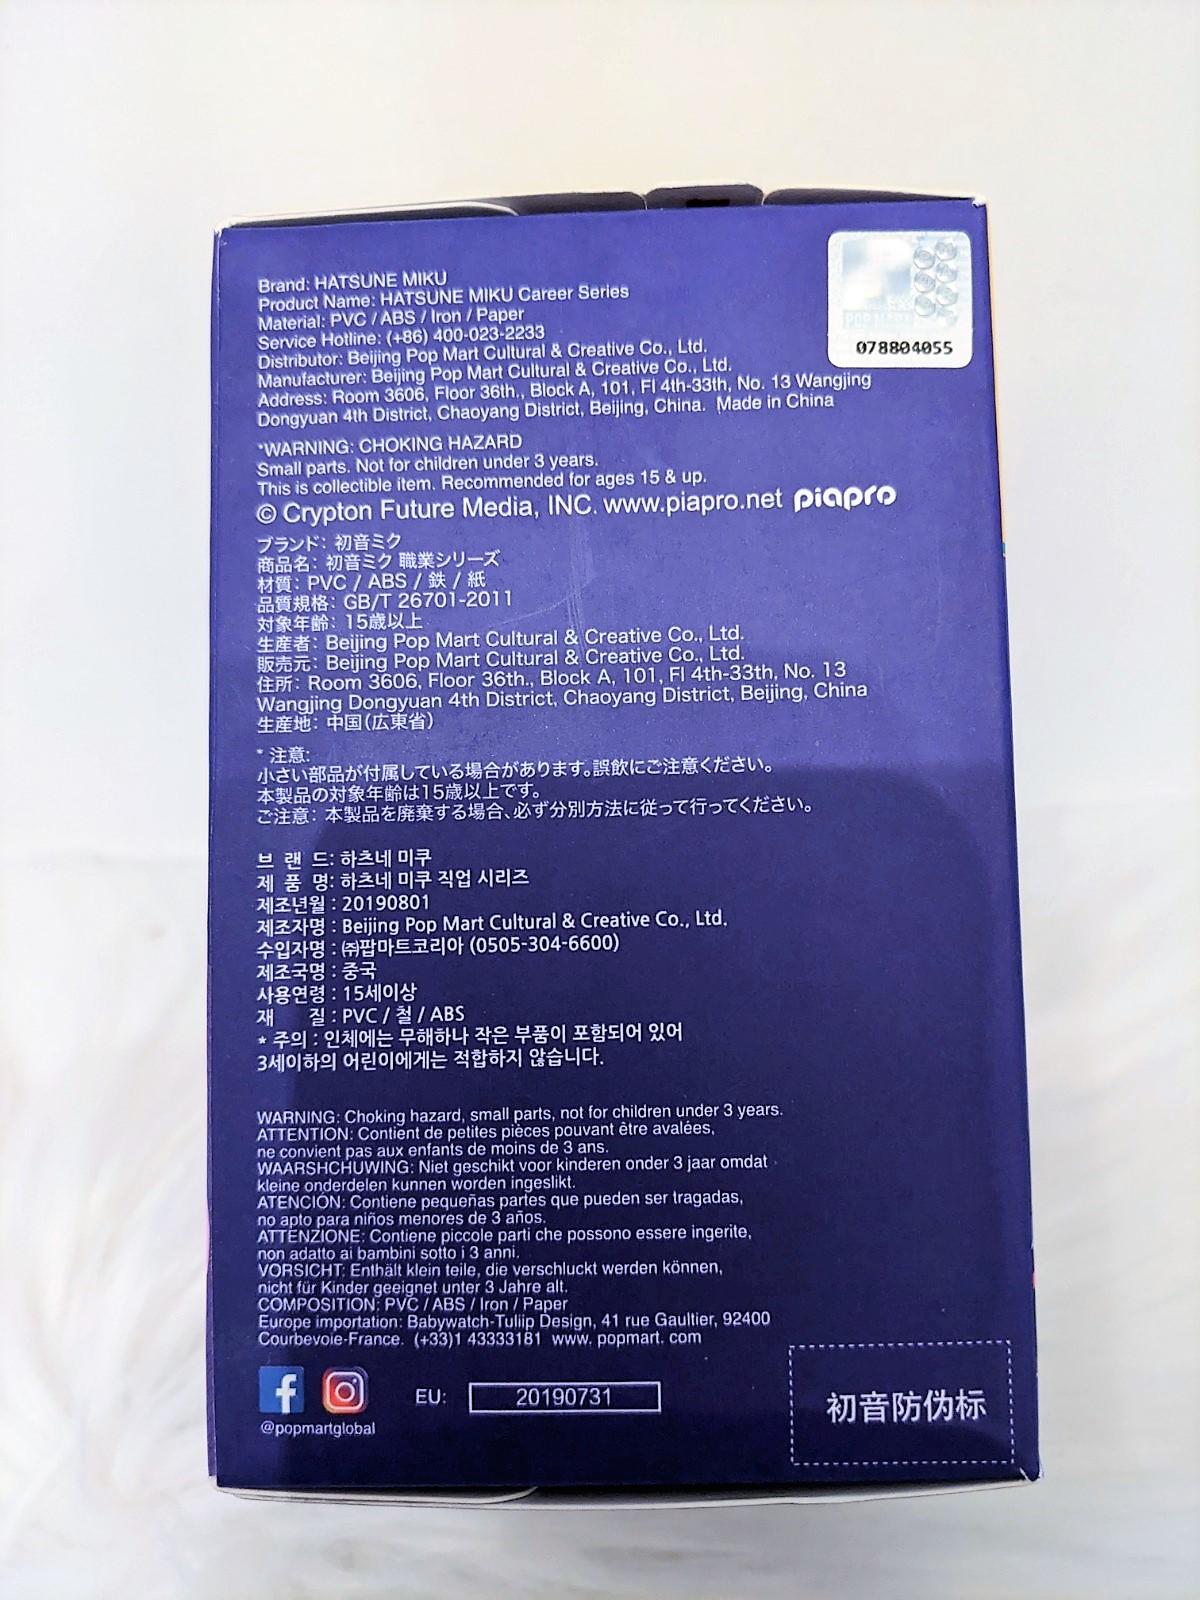 Brand: HATSUNE MIKU
Product Name: HATSUNE MIKU Career Series
Material: PVC / ABS / Iron / Paper
Service Hotline: (+86) 400-023-2233
Distributor: Beijing Pop Mart Cultural & Creative Co., Ltd.
Manufacturer: Beijing Pop Mart Cultural & Creative Co., Ltd.
Address: Room 3606, Floor 36th., Block A, 101, Fl 4th-33th, No. 13 Wangjing
Dongyuan 4th District, Chaoyang District, Beijing, China. Made in China
078804055
*WARNING: CHOKING HAZARD
Small parts. Not for children under 3 years.
This is collectible item. Recommended for ages 15 & up.
© Crypton Future Media, INC. www.piapro.net piapro
ブランド: 初音ミク
商品名: 初音ミク 職業シリーズ
材質: PVC / ABS / 鉄 / 紙
品質規格: GB/T 26701-2011
対象年齢: 15歳以上
生産者: Beijing Pop Mart Cultural & Creative Co., Ltd.
販売元: Beijing Pop Mart Cultural & Creative Co., Ltd.
住所: Room 3606, Floor 36th., Block A, 101, Fl 4th-33th, No. 13
Wangjing Dongyuan 4th District, Chaoyang District, Beijing, China
生産地: 中国(広東省)
* 注意:
小さい部品が付属している場合があります。誤飲にご注意ください。
本製品の対象年齢は15歳以上です。
ご注意: 本製品を廃棄する場合、必ず分別方法に従って行ってください。
브 랜 드: 하츠네 미쿠
제 품 명: 하츠네 미쿠 직업 시리즈
제조년월 : 20190801
제조자명 : Beijing Pop Mart Cultural & Creative Co., Ltd.
수입자명 : ㈜팝마트코리아 (0505-304-6600)
제조국명 : 중국
사용연령 : 15세이상
재 질 : PVC / 철 / ABS
* 주의 : 인체에는 무해하나 작은 부품이 포함되어 있어
3세이하의 어린이에게는 적합하지 않습니다.
WARNING: Choking hazard, small parts, not for children under 3 years.
ATTENTION: Contient de petites pièces pouvant être avalées,
ne convient pas aux enfants de moins de 3 ans.
WAARSHCHUWING: Niet geschikt voor kinderen onder 3 jaar omdat
kleine onderdelen kunnen worden ingeslikt.
ATENCIÓN: Contiene pequeñas partes que pueden ser tragadas,
no apto para niños menores de 3 años.
ATTENZIONE: Contiene piccole parti che possono essere ingerite,
non adatto ai bambini sotto i 3 anni.
VORSICHT: Enthält klein teile, die verschluckt werden können,
nicht für Kinder geeignet unter 3 Jahre alt.
COMPOSITION: PVC / ABS / Iron / Paper
Europe importation: Babywatch-Tuliip Design, 41 rue Gaultier, 92400
Courbevoie-France. (+33)1 43333181 www. popmart. com
@popmartglobal
EU: 20190731
初音防伪标